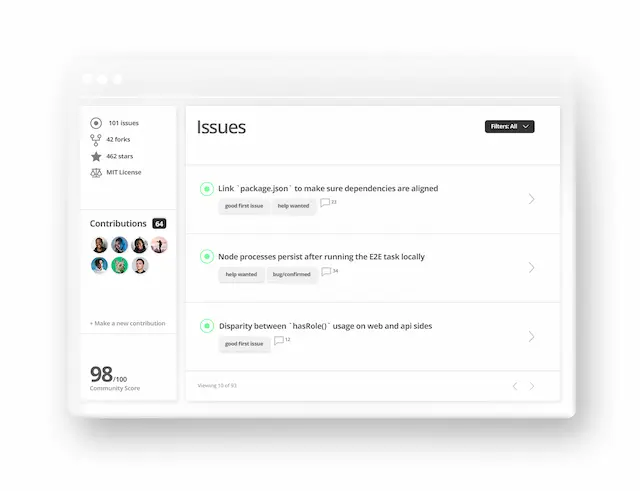 101 issues
42 forks
462 stars
MIT License
Contributions 64
+ Make a new contribution
98/100
Community Score
Issues
Filters: All
Link `package.json` to make sure dependencies are aligned
good first issue help wanted 33
Node processes persist after running the E2E task locally
help wanted bug/confirmed 34
Disparity between `hasRole()` usage on web and api sides
good first issue 12
Viewing 10 of 93